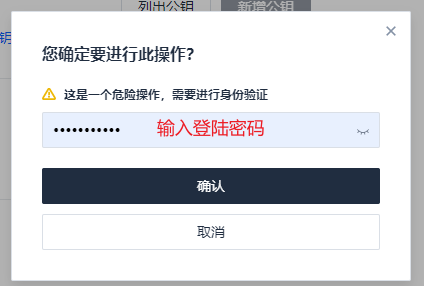 列出公钥
新增公钥
钥
您确定要进行此操作？
这是一个危险操作，需要进行身份验证
•••••••••••
输入登陆密码
确认
取消